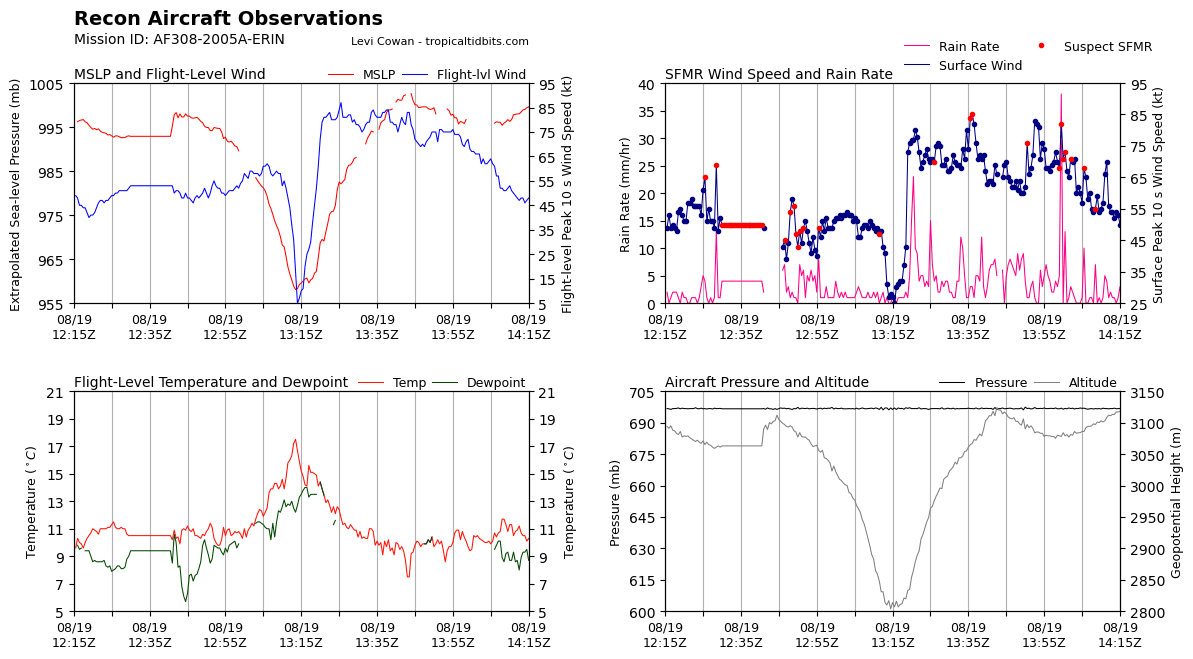 Recon Aircraft Observations
Mission ID: AF308-2005A-ERIN
Levi Cowan - tropicaltidbits.com
MSLP and Flight-Level Wind
MSLP
Flight-lvl Wind
Extrapolated Sea-level Pressure (mb)
1005
995
985
975
965
955
Flight-level Peak 10 s Wind Speed (kt)
95
85
75
65
55
45
35
25
15
5
08/19 08/19 08/19 08/19 08/19 08/19 08/19
12:15Z 12:35Z 12:55Z 13:15Z 13:35Z 13:55Z 14:15Z
SFMR Wind Speed and Rain Rate
Rain Rate
Surface Wind
Suspect SFMR
Rain Rate (mm/hr)
40
35
30
25
20
15
10
5
0
Surface Peak 10 s Wind Speed (kt)
95
85
75
65
55
45
35
25
08/19 08/19 08/19 08/19 08/19 08/19 08/19
12:15Z 12:35Z 12:55Z 13:15Z 13:35Z 13:55Z 14:15Z
Flight-Level Temperature and Dewpoint
Temp
Dewpoint
Temperature (°C)
21
19
17
15
13
11
9
7
5
Temperature (°C)
21
19
17
15
13
11
9
7
5
08/19 08/19 08/19 08/19 08/19 08/19 08/19
12:15Z 12:35Z 12:55Z 13:15Z 13:35Z 13:55Z 14:15Z
Aircraft Pressure and Altitude
Pressure
Altitude
Pressure (mb)
705
690
675
660
645
630
615
600
Geopotential Height (m)
3150
3100
3050
3000
2950
2900
2850
2800
08/19 08/19 08/19 08/19 08/19 08/19 08/19
12:15Z 12:35Z 12:55Z 13:15Z 13:35Z 13:55Z 14:15Z